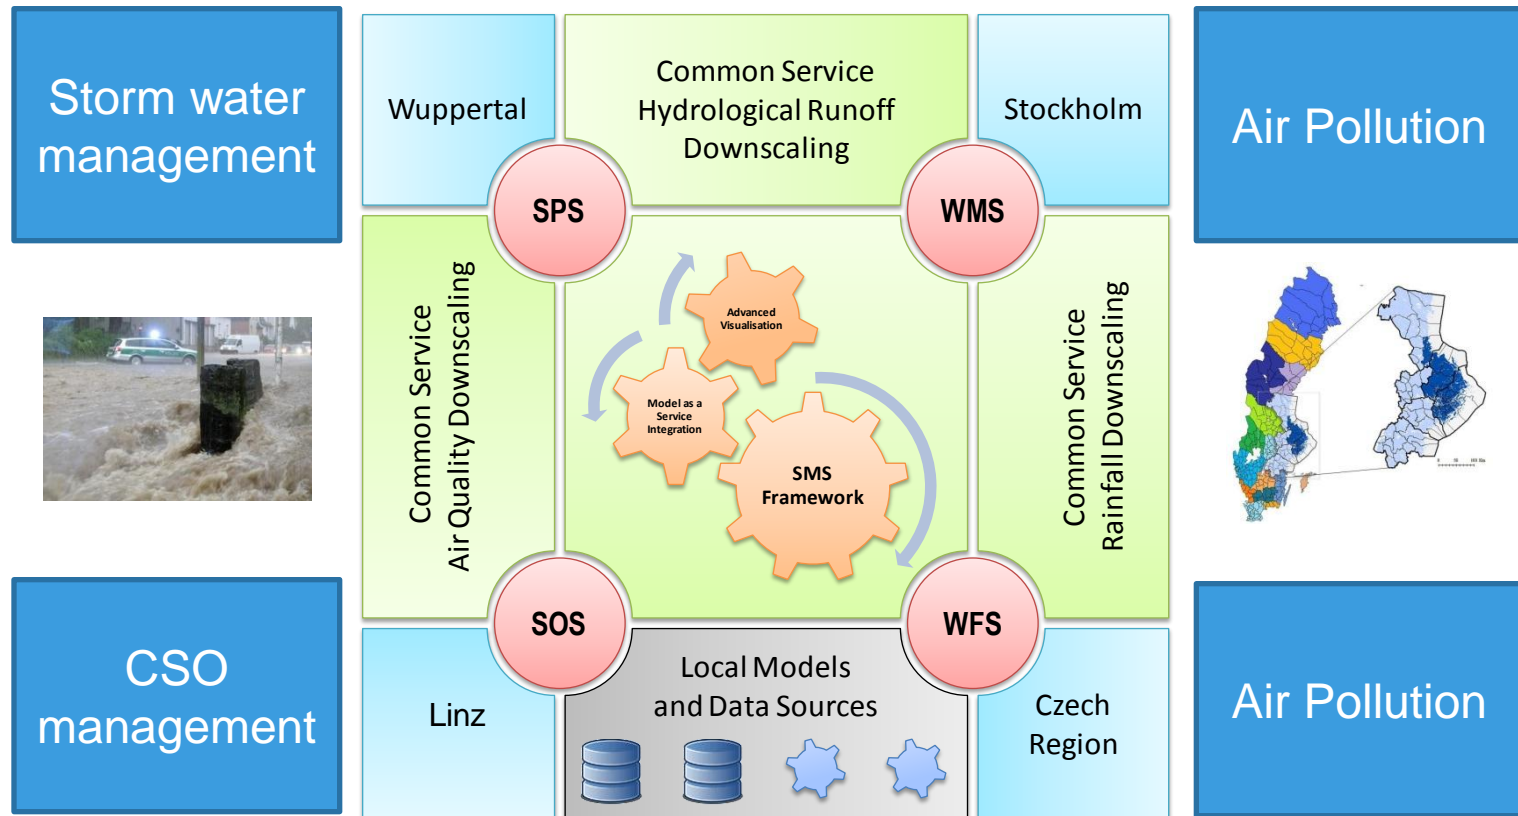 Storm water
management
Wuppertal
Common Service
Hydrological Runoff
Downscaling
Stockholm
Air Pollution
SPS
WMS
Common Service
Air Quality Downscaling
Advanced
Visualisation
Model as a
Service
Integration
SMS
Framework
Common Service
Rainfall Downscaling
SOS
WFS
CSO
management
Linz
Local Models
and Data Sources
Czech
Region
Air Pollution